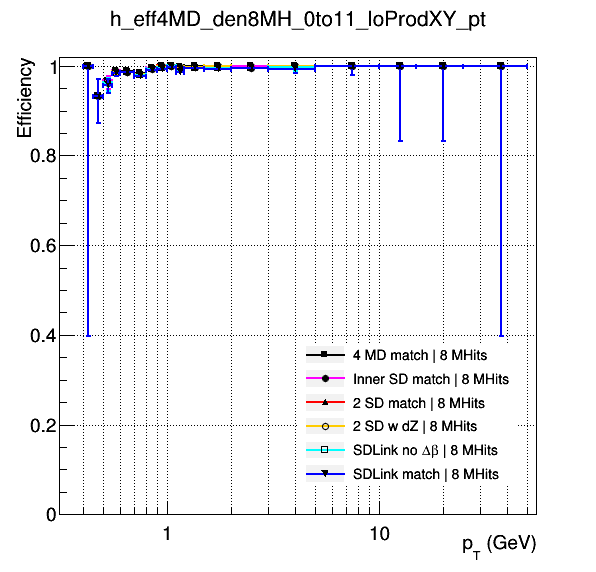 h_eff4MD_den8MH_0to11_loProdXY_pt
Efficiency
1
0.8
0.6
0.4
0.2
0
4 MD match | 8 MHits
Inner SD match | 8 MHits
2 SD match | 8 MHits
2 SD w dZ | 8 MHits
SDLink no Δβ | 8 MHits
SDLink match | 8 MHits
1
10
p_T (GeV)